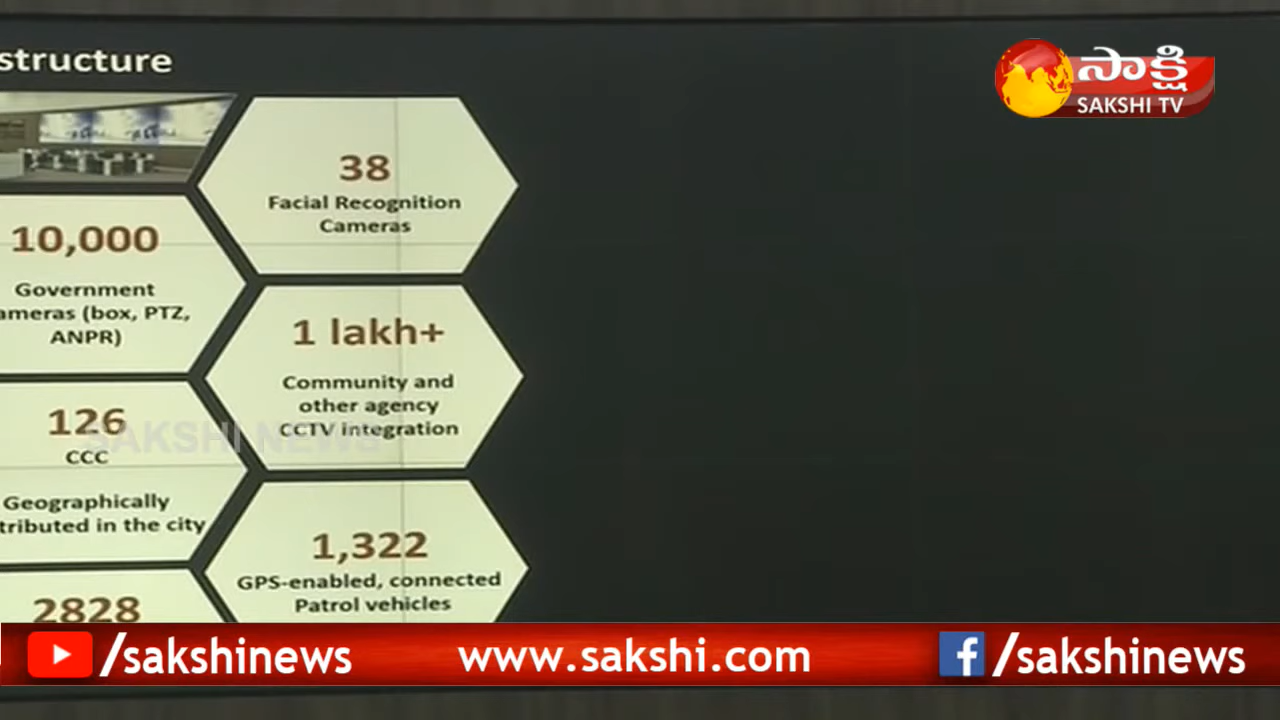 structure
సాక్షి
SAKSHI TV
38
Facial Recognition
Cameras
10,000
Government
ameras (box, PTZ,
ANPR)
1 lakh+
Community and
other agency
CCTV integration
126
CCC
Geographically
tributed in the city
SAKSHI NEWS
1,322
GPS-enabled, connected
Patrol vehicles
2828
/sakshinews
www.sakshi.com
/sakshinews